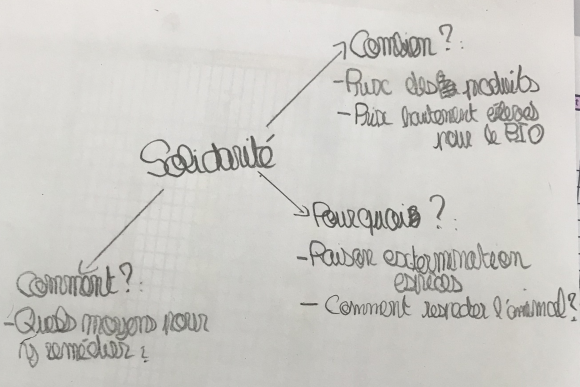 Combien ? :
- Prix des produits
- Prix hautement élevés
pour le BIO
Solidarité
Pourquoi ? :
- Raison extermination
espèces
- Comment respecter l'animal ?
Comment ? :
- Quels moyens pour
y remédier ?